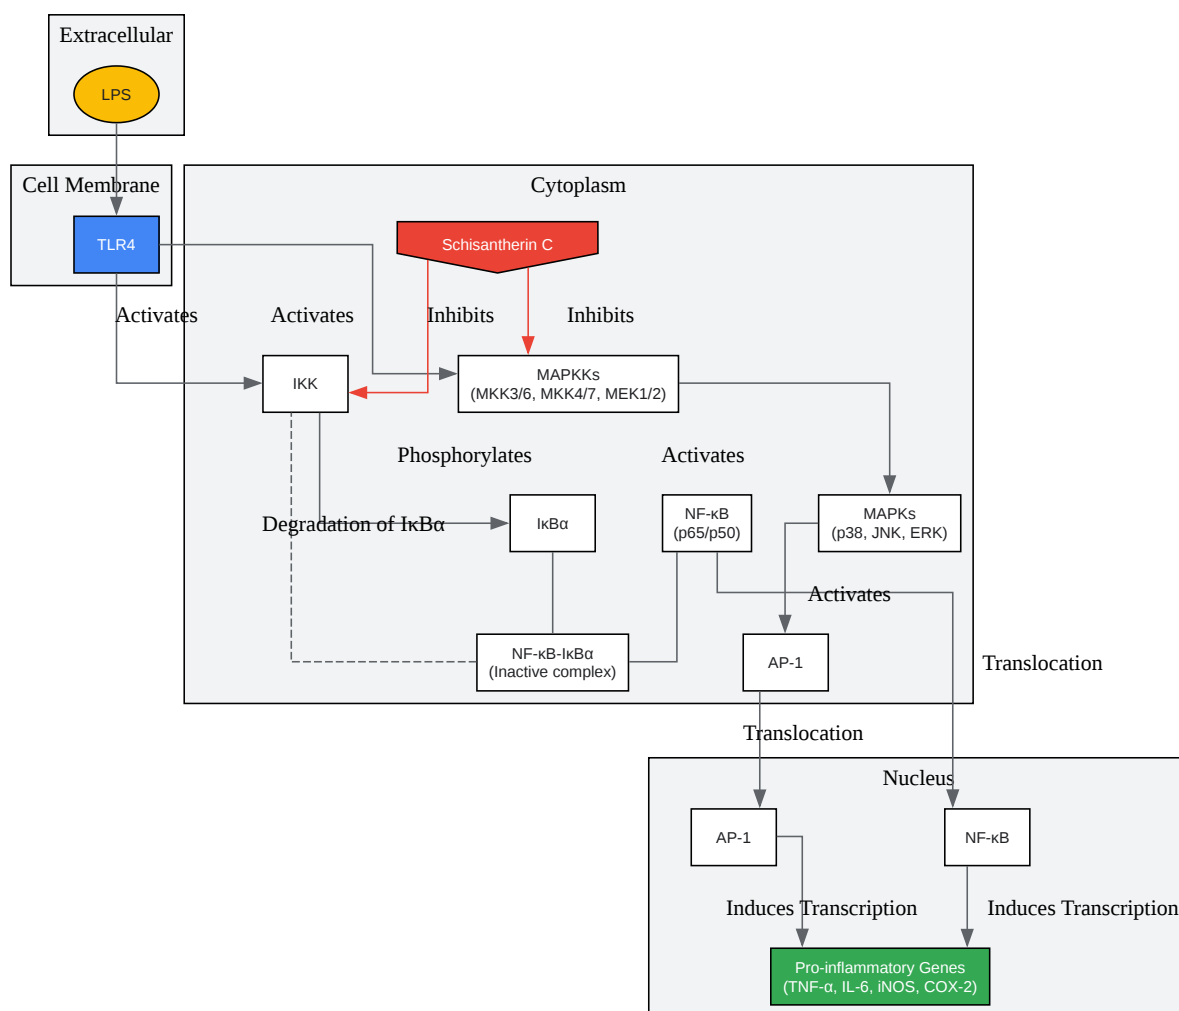 Extracellular
LPS
Cell Membrane
Cytoplasm
TLR4
Schisantherin C
Activates
Activates
Inhibits
Inhibits
IKK
MAPKKs
(MKK3/6, MKK4/7, MEK1/2)
Phosphorylates
Activates
Degradation of IκBα
IκBα
NF-κB
(p65/p50)
MAPKs
(p38, JNK, ERK)
Activates
NF-κB-IκBα
(Inactive complex)
AP-1
Translocation
Translocation
Nucleus
AP-1
NF-κB
Induces Transcription
Induces Transcription
Pro-inflammatory Genes
(TNF-α, IL-6, iNOS, COX-2)